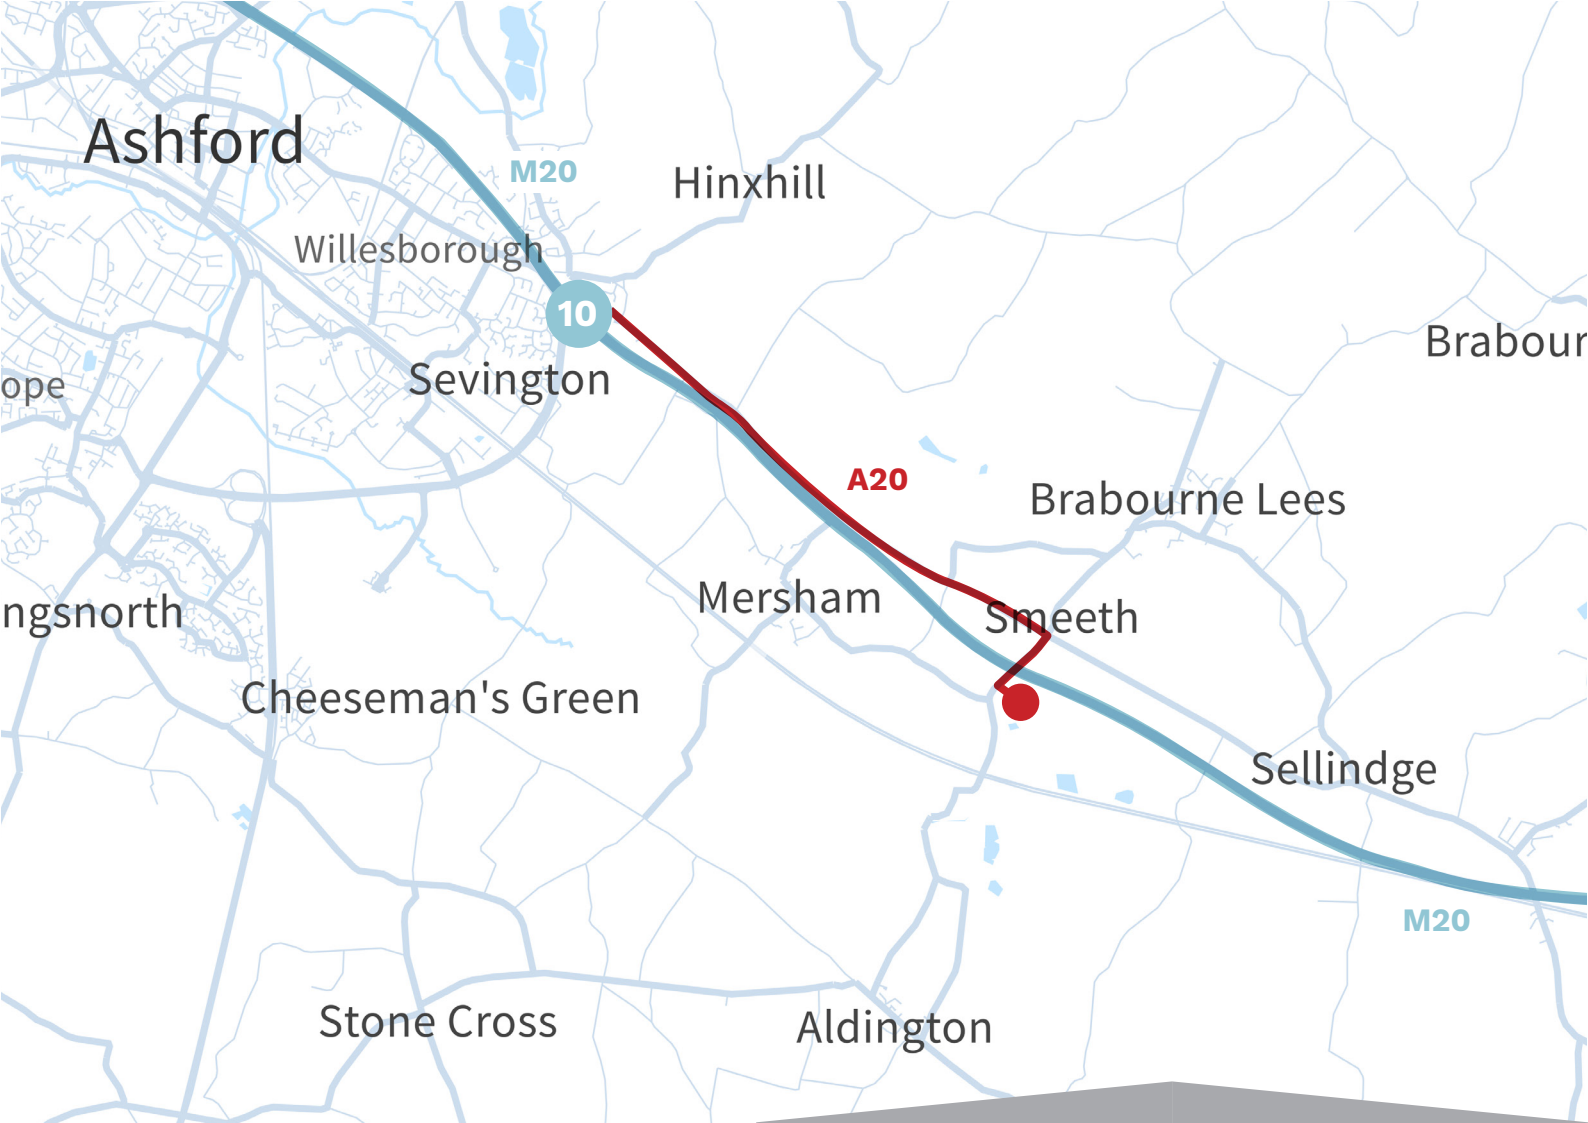 Ashford
M20
Hinxhill
Willesborough
10
Brabour
Sevington
ope
A20
Brabourne Lees
Mersham
Smeeth
ngsnorth
Cheeseman's Green
Sellindge
M20
Stone Cross
Aldington